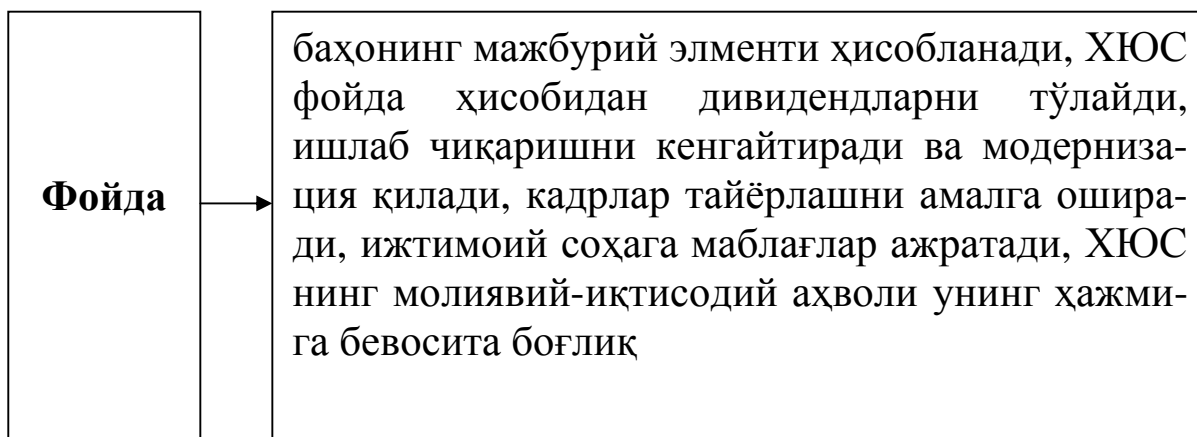 Фойда
баҳонинг мажбурий элменти ҳисобланади, ХЮС
фойда ҳисобидан дивидендларни тўлайди,
ишлаб чиқаришни кенгайтиради ва модерниза-
ция қилади, кадрлар тайёрлашни амалга ошира-
ди, ижтимоий соҳага маблағлар ажратади, ХЮС
нинг молиявий-иқтисодий аҳволи унинг ҳажми-
га бевосита боғлиқ